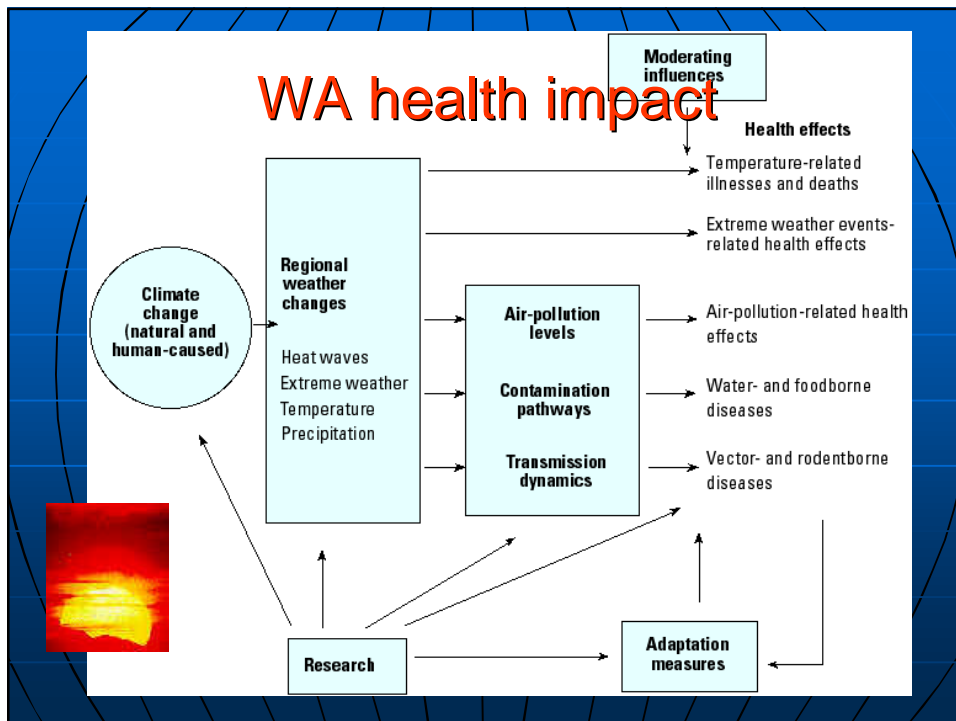 WA health impact
Moderating
influences
Health effects
Temperature-related
illnesses and deaths
Extreme weather events-
related health effects
Regional
weather
changes
Heat waves
Extreme weather
Temperature
Precipitation
Climate
change
(natural and
human-caused)
Air-pollution
levels
Contamination
pathways
Transmission
dynamics
Air-pollution-related health
effects
Water- and foodborne
diseases
Vector- and rodentborne
diseases
Research
Adaptation
measures